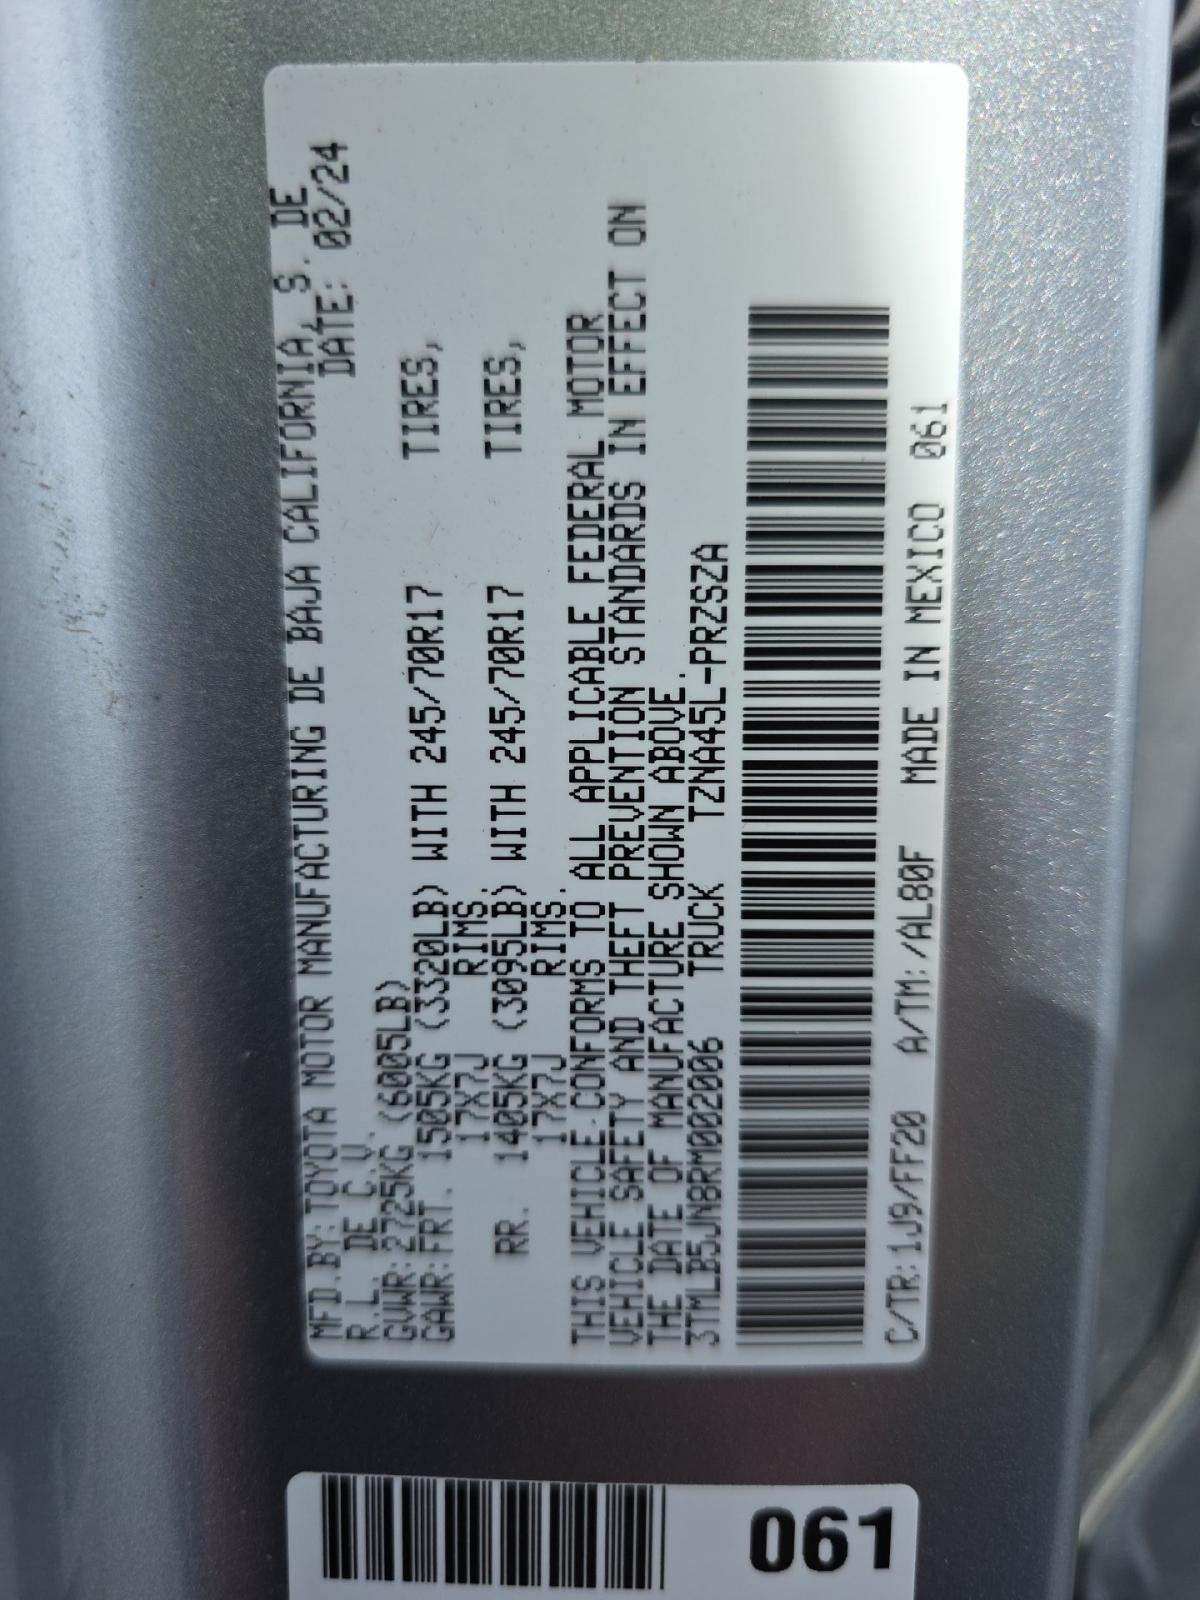 MFD.BY:TOYOTA MOTOR MANUFACTURING DE BAJA CALIFORNIA, S. DE
R.L. DE C.V. DATE: 02/24
GVWR:2725KG (6005LB)
GAWR:FRT. 1505KG (3320LB) WITH 245/70R17 TIRES,
17X7J RIMS.
RR. 1405KG (3095LB) WITH 245/70R17 TIRES,
17X7J RIMS.
THIS VEHICLE CONFORMS TO ALL APPLICABLE FEDERAL MOTOR
VEHICLE SAFETY AND THEFT PREVENTION STANDARDS IN EFFECT ON
THE DATE OF MANUFACTURE SHOWN ABOVE.
3TMLB5JN8RM002006 TRUCK TZNA45L-PRZSZA
C/TR:1J9/FF20 A/TM:/AL80F MADE IN MEXICO 061
061